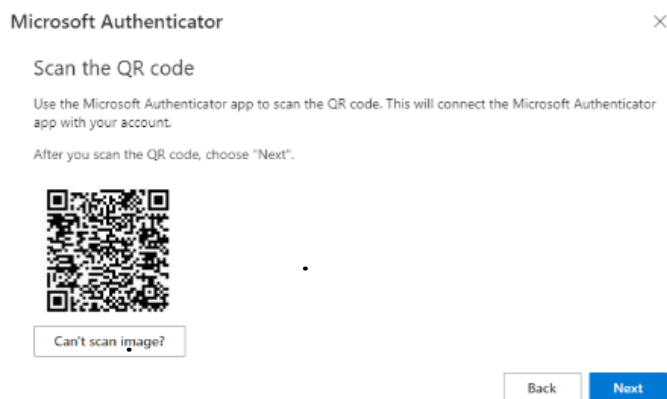 Microsoft Authenticator
Scan the QR code
Use the Microsoft Authenticator app to scan the QR code. This will connect the Microsoft Authenticator
app with your account.
After you scan the QR code, choose "Next".
Can't scan image?
Back
Next